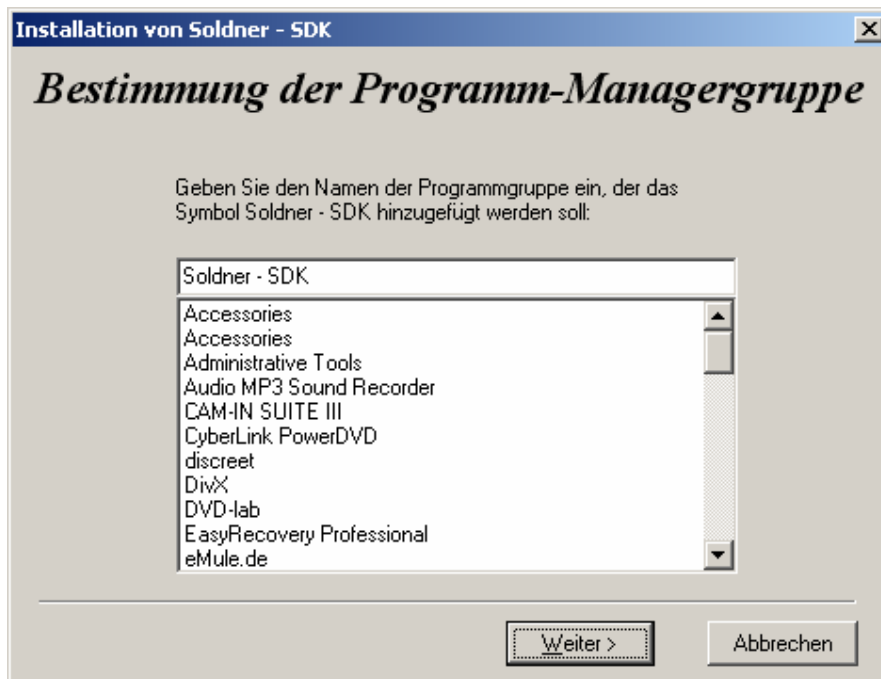 Installation von Soldner - SDK
Bestimmung der Programm-Managergruppe
Geben Sie den Namen der Programmgruppe ein, der das
Symbol Soldner - SDK hinzugefügt werden soll:
Soldner - SDK
Accessories
Accessories
Administrative Tools
Audio MP3 Sound Recorder
CAM-IN SUITE III
CyberLink PowerDVD
discreet
DivX
DVD-lab
EasyRecovery Professional
eMule.de
Weiter >
Abbrechen